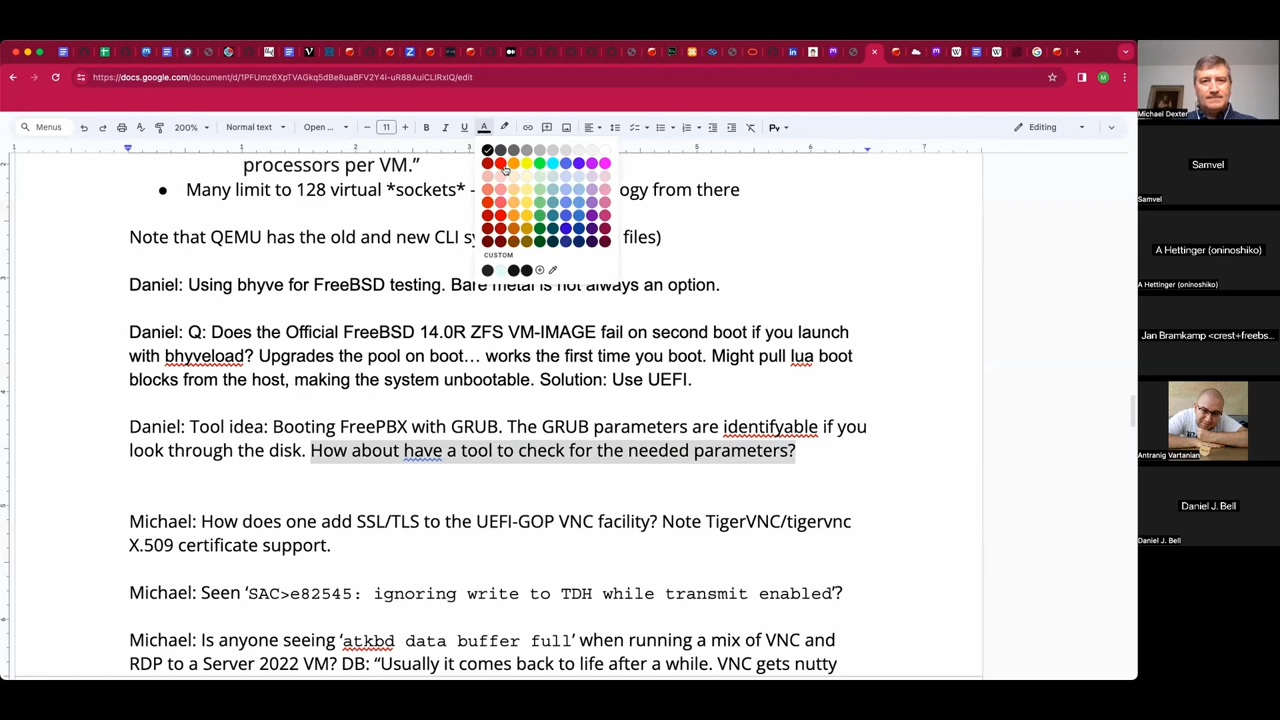 https://docs.google.com/document/d/1PFUmz6XpTVAGkq5dBe8uaBFV2Y4i-uR88AuiCLIRxIQ/edit
Menus
200%
Normal text
Open ...
11
Editing
1
1
2
3
4
5
6
7
processors per VM.”
● Many limit to 128 virtual *sockets* - ology from there
Note that QEMU has the old and new CLI sy files)
CUSTOM
Daniel: Using bhyve for FreeBSD testing. Bare metal is not always an option.
Daniel: Q: Does the Official FreeBSD 14.0R ZFS VM-IMAGE fail on second boot if you launch
with bhyveload? Upgrades the pool on boot… works the first time you boot. Might pull lua boot
blocks from the host, making the system unbootable. Solution: Use UEFI.
Daniel: Tool idea: Booting FreePBX with GRUB. The GRUB parameters are identifyable if you
look through the disk. How about have a tool to check for the needed parameters?
Michael: How does one add SSL/TLS to the UEFI-GOP VNC facility? Note TigerVNC/tigervnc
X.509 certificate support.
Michael: Seen ‘SAC>e82545: ignoring write to TDH while transmit enabled’?
Michael: Is anyone seeing ‘atkbd data buffer full’ when running a mix of VNC and
RDP to a Server 2022 VM? DB: “Usually it comes back to life after a while. VNC gets nutty
Michael Dexter
Samvel
Samvel
A Hettinger (oninoshiko)
A Hettinger (oninoshiko)
Jan Bramkamp <crest+freebs...
Antranig Vartanian
Daniel J. Bell
Daniel J. Bell